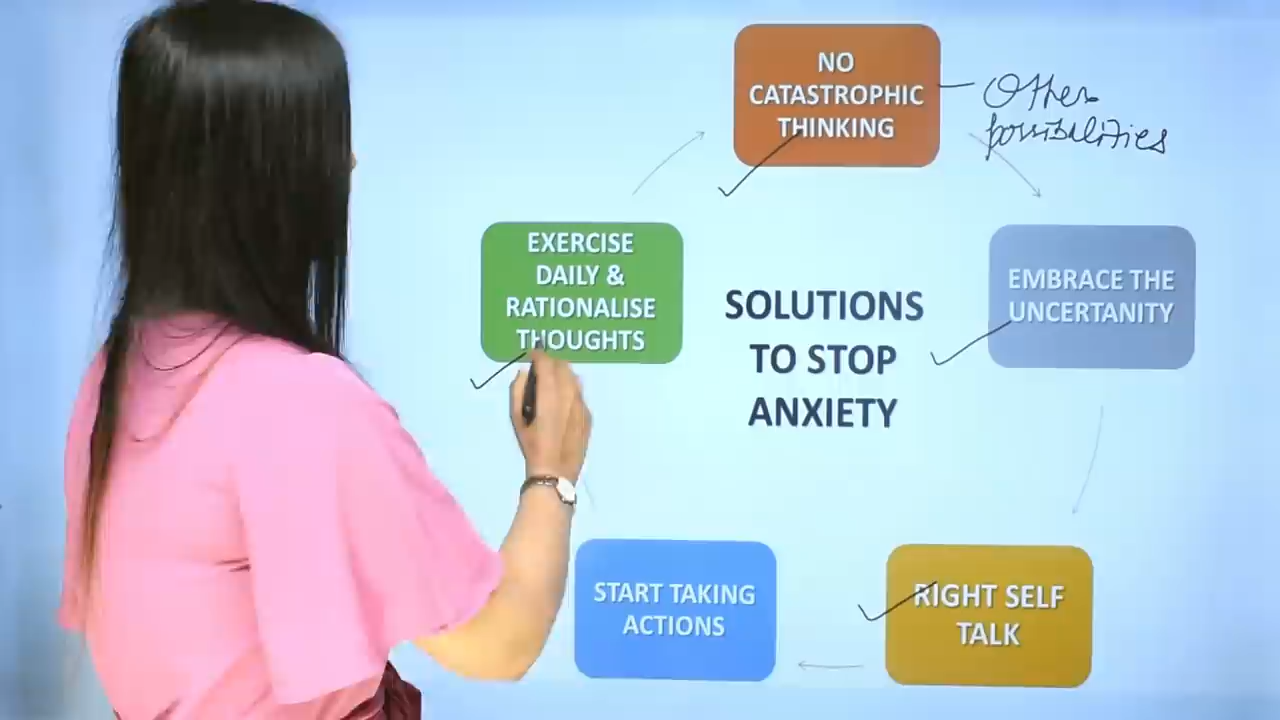 NO
CATASTROPHIC
THINKING
Other
possibilities
EMBRACE THE
UNCERTANITY
RIGHT SELF
TALK
START TAKING
ACTIONS
EXERCISE
DAILY &
RATIONALISE
THOUGHTS
SOLUTIONS
TO STOP
ANXIETY